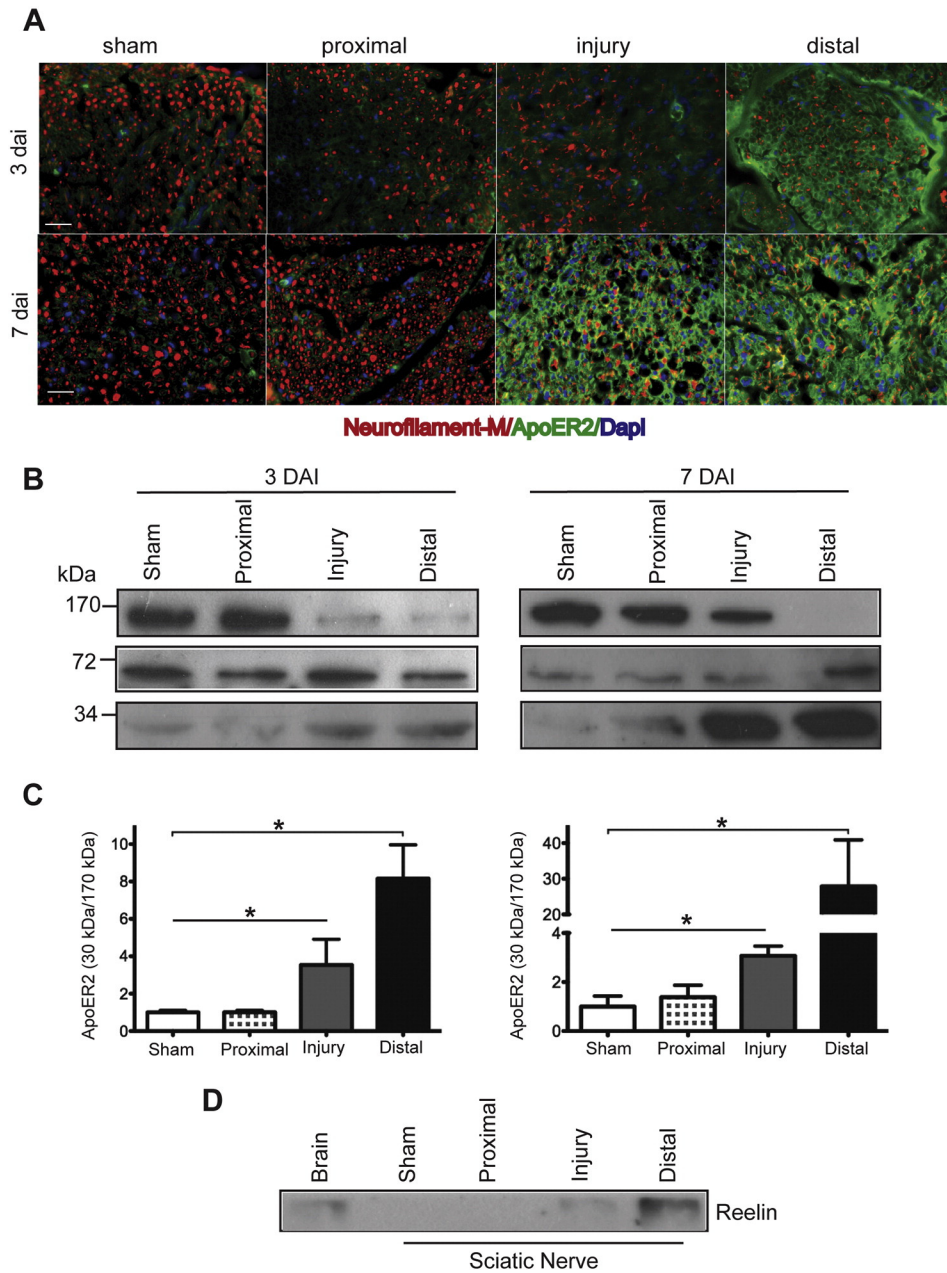 A
sham proximal injury distal
3 dai
7 dai
Neurofilament-M/ApoER2/DapI
B
3 DAI 7 DAI
Sham Proximal Injury Distal Sham Proximal Injury Distal
kDa
170
72
34
C
ApoER2 (30 kDa/170 kDa)
10
8
6
4
2
0
* *
Sham Proximal Injury Distal
ApoER2 (30 kDa/170 kDa)
40
30
20
4
2
0
* *
Sham Proximal Injury Distal
D
Brain Sham Proximal Injury Distal
Reelin
Sciatic Nerve